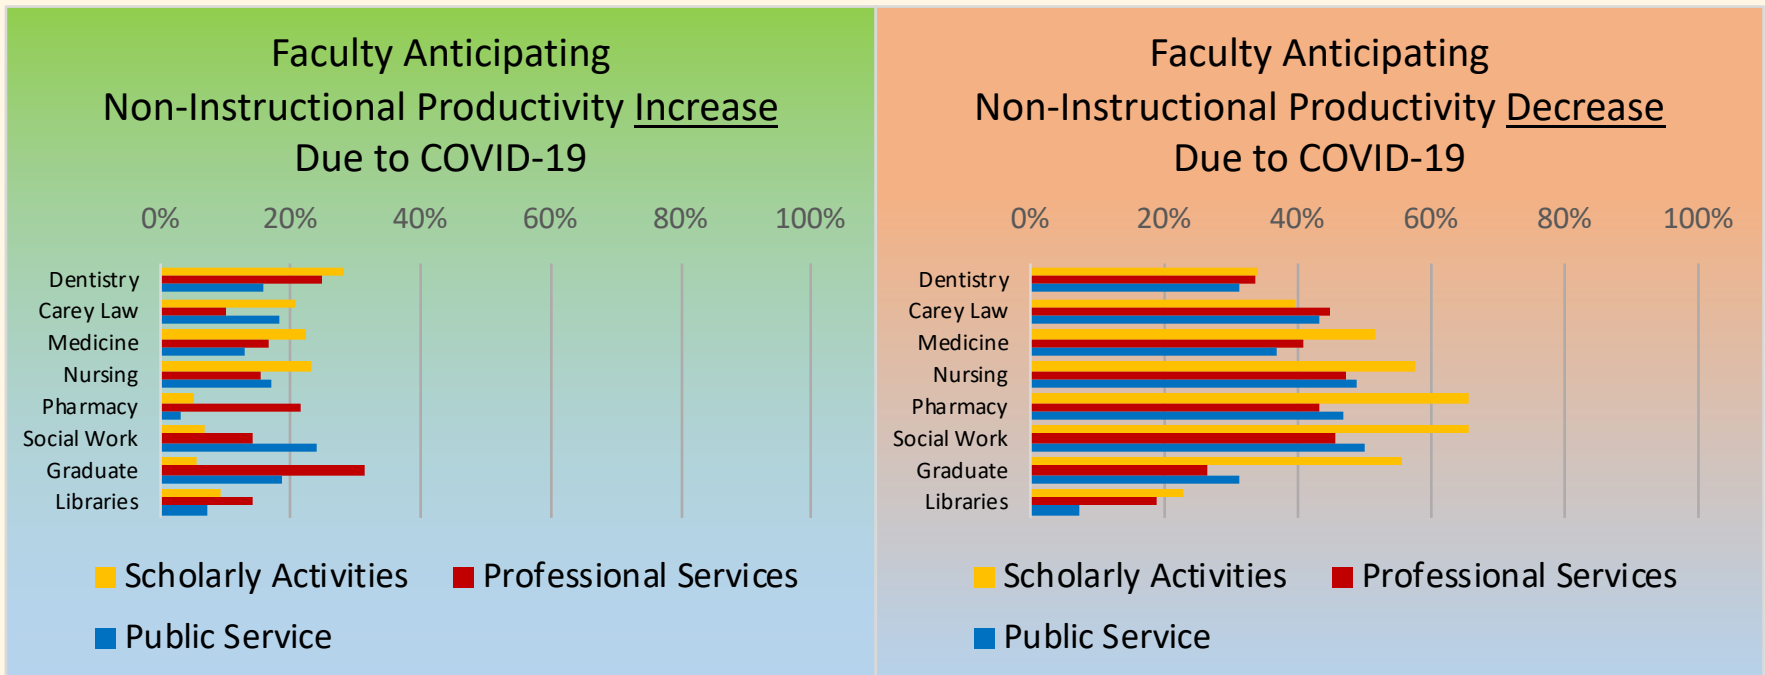 Faculty Anticipating
Non-Instructional Productivity Increase
Due to COVID-19
0% 20% 40% 60% 80% 100%
Dentistry
Carey Law
Medicine
Nursing
Pharmacy
Social Work
Graduate
Libraries
Scholarly Activities Professional Services
Public Service
Faculty Anticipating
Non-Instructional Productivity Decrease
Due to COVID-19
0% 20% 40% 60% 80% 100%
Dentistry
Carey Law
Medicine
Nursing
Pharmacy
Social Work
Graduate
Libraries
Scholarly Activities Professional Services
Public Service